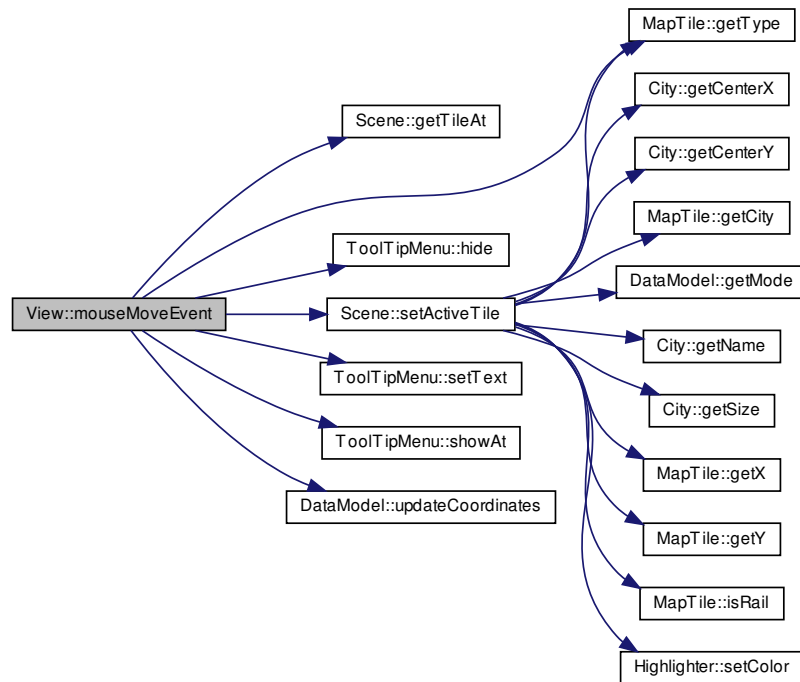 MapTile::getType
City::getCenterX
Scene::getTileAt
City::getCenterY
MapTile::getCity
ToolTipMenu::hide
DataModel::getMode
View::mouseMoveEvent
Scene::setActiveTile
City::getName
ToolTipMenu::setText
City::getSize
ToolTipMenu::showAt
MapTile::getX
DataModel::updateCoordinates
MapTile::getY
MapTile::isRail
Highlighter::setColor